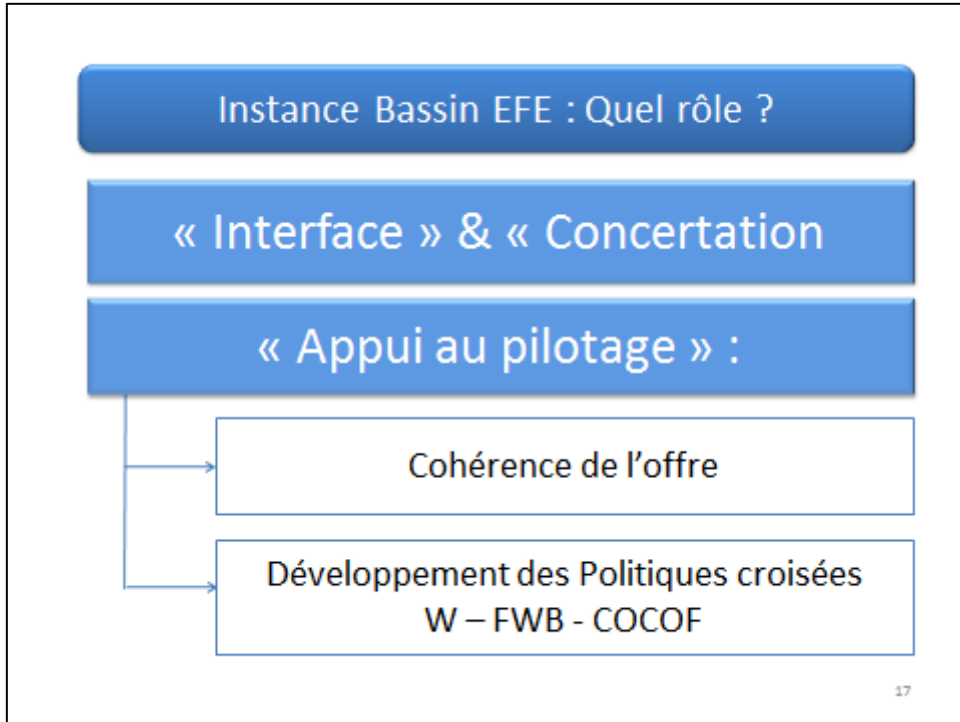 Instance Bassin EFE : Quel rôle ?
« Interface » & « Concertation
« Appui au pilotage » :
Cohérence de l’offre
Développement des Politiques croisées
W – FWB - COCOF
17